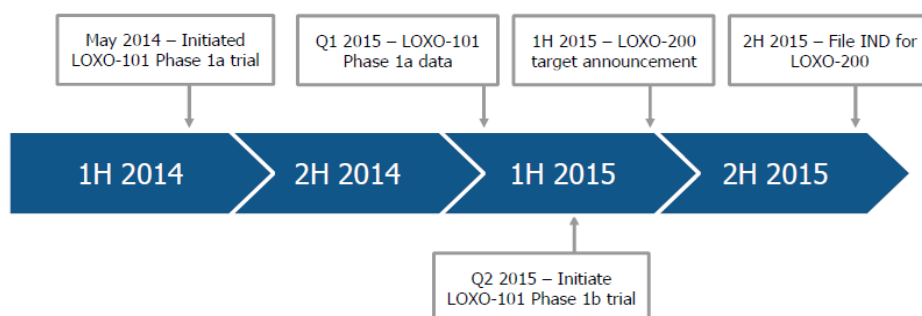 May 2014 – Initiated
LOXO-101 Phase 1a trial
Q1 2015 – LOXO-101
Phase 1a data
1H 2015 – LOXO-200
target announcement
2H 2015 – File IND for
LOXO-200
1H 2014
2H 2014
1H 2015
2H 2015
Q2 2015 – Initiate
LOXO-101 Phase 1b trial